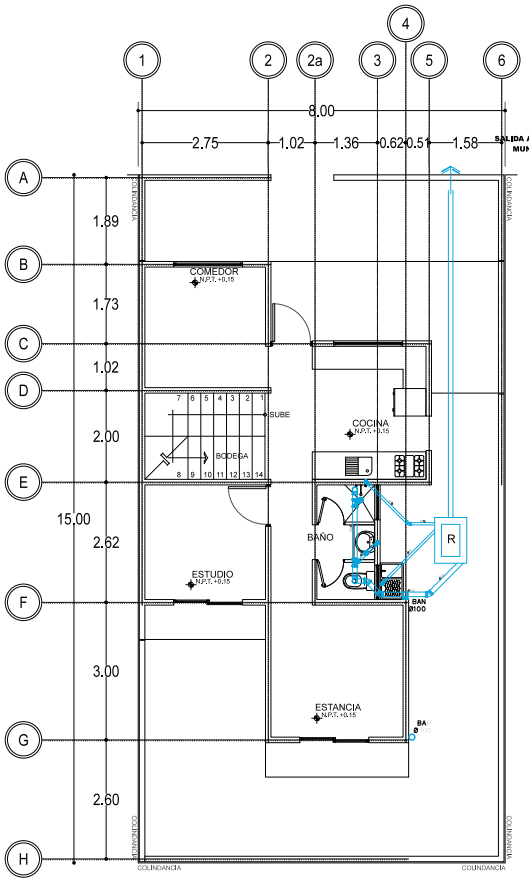 4
1
2
2a
3
5
6
8.00
2.75
1.02
1.36
0.62
0.51
1.58
SALIDA A
MUN
A
COLINDANCIA
COLINDANCIA
1.89
B
COMEDOR
N.P.T. +0.15
1.73
C
1.02
D
7 6 5 4 3 2 1
SUBE
COCINA
N.P.T. +0.15
2.00
BODEGA
8 9 10 11 12 13 14
E
15.00
2.62
BAÑO
R
ESTUDIO
N.P.T. +0.15
F
BAN
Ø100
3.00
ESTANCIA
N.P.T. +0.15
BA
Ø
G
2.60
COLINDANCIA
COLINDANCIA
H
COLINDANCIA
COLINDANCIA